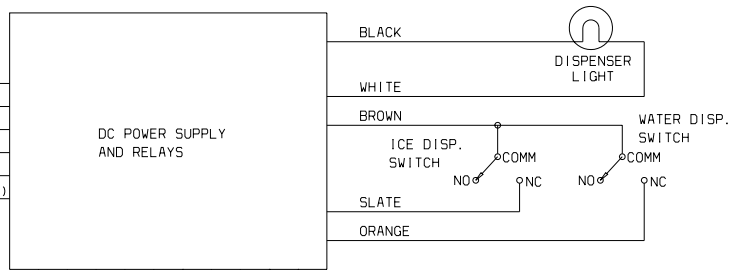 BLACK
DISPENSER
LIGHT
WHITE
BROWN
WATER DISP.
SWITCH
DC POWER SUPPLY
AND RELAYS
ICE DISP.
SWITCH
COMM
COMM
NO
NC
NO
NC
)
SLATE
ORANGE